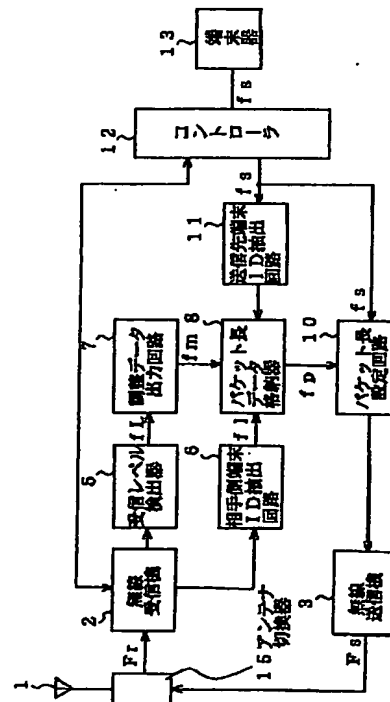 1
Fr
15 アンテナ
切換器
Fs
2
無線
受信機
3
無線
送信機
5
受信レベル
検出器
fL
6
相手側端末
ID抽出
回路
fl
7
調整データ
出力回路
fm
8
パケット長
データ
格納器
fp
10
パケット長
設定回路
fs
11
送信先端末
ID抽出
回路
fs
12
コントローラ
fs
13
端末器